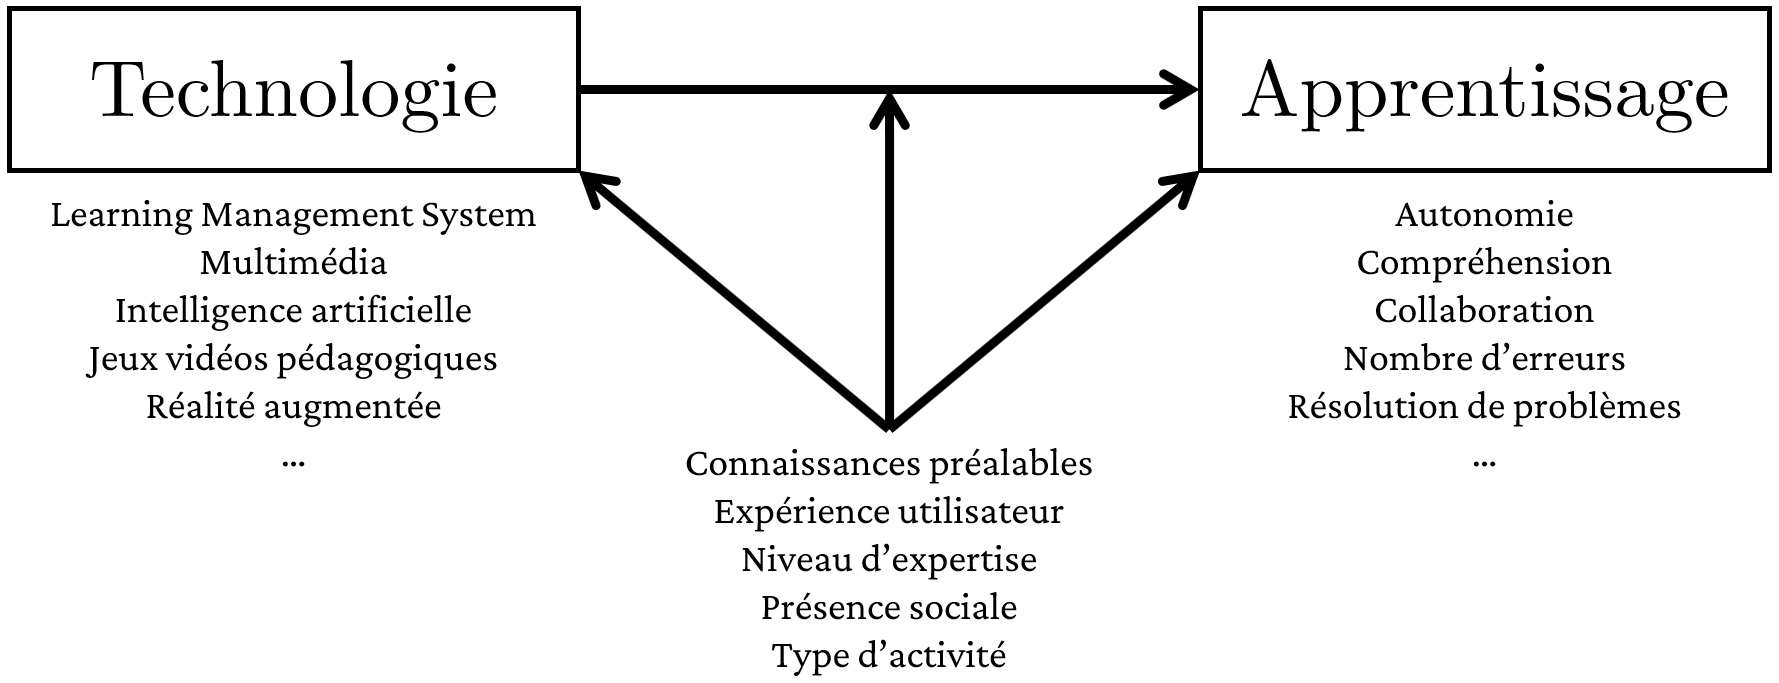 Technologie
Apprentissage
Learning Management System
Multimédia
Intelligence artificielle
Jeux vidéos pédagogiques
Réalité augmentée
...
Autonomie
Compréhension
Collaboration
Nombre d’erreurs
Résolution de problèmes
...
Connaissances préalables
Expérience utilisateur
Niveau d’expertise
Présence sociale
Type d’activité